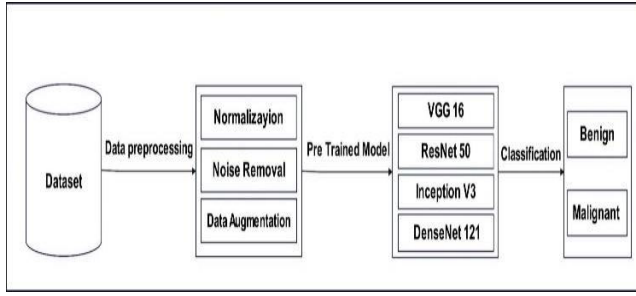 Dataset
Data preprocessing
Normalizayion
Noise Removal
Data Augmentation
Pre Trained Model
VGG 16
ResNet 50
Inception V3
DenseNet 121
Classification
Benign
Malignant